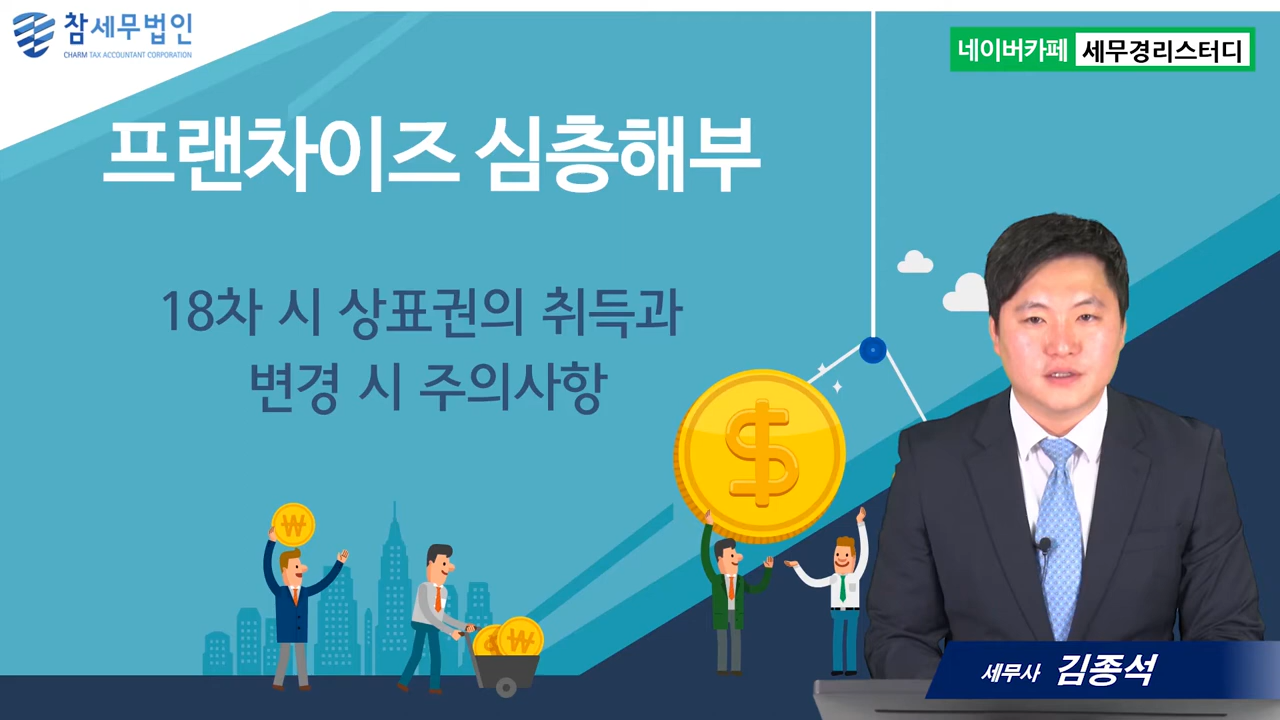 참세무법인
CHARM TAX ACCOUNTANT CORPORATION
네이버카페 세무경리스터디
프랜차이즈 심층해부
18차 시 상표권의 취득과
변경 시 주의사항
$
₩
₩
세무사 김종석